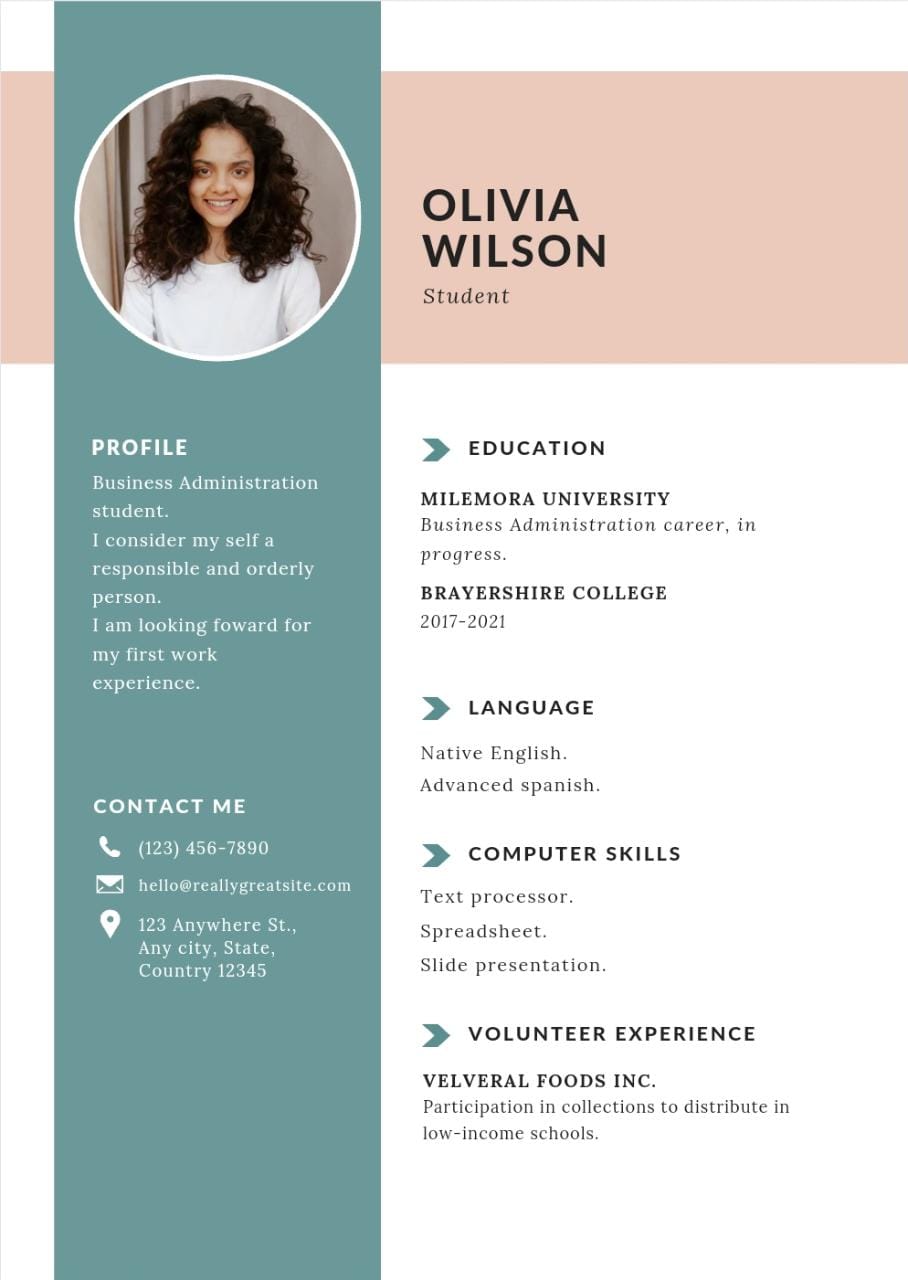 OLIVIA
WILSON
Student
PROFILE
Business Administration
student.
I consider my self a
responsible and orderly
person.
I am looking foward for
my first work
experience.
CONTACT ME
(123) 456-7890
hello@reallygreatsite.com
123 Anywhere St.,
Any city, State,
Country 12345
EDUCATION
MILEMORA UNIVERSITY
Business Administration career, in
progress.
BRAYERSHIRE COLLEGE
2017-2021
LANGUAGE
Native English.
Advanced spanish.
COMPUTER SKILLS
Text processor.
Spreadsheet.
Slide presentation.
VOLUNTEER EXPERIENCE
VELVERAL FOODS INC.
Participation in collections to distribute in
low-income schools.